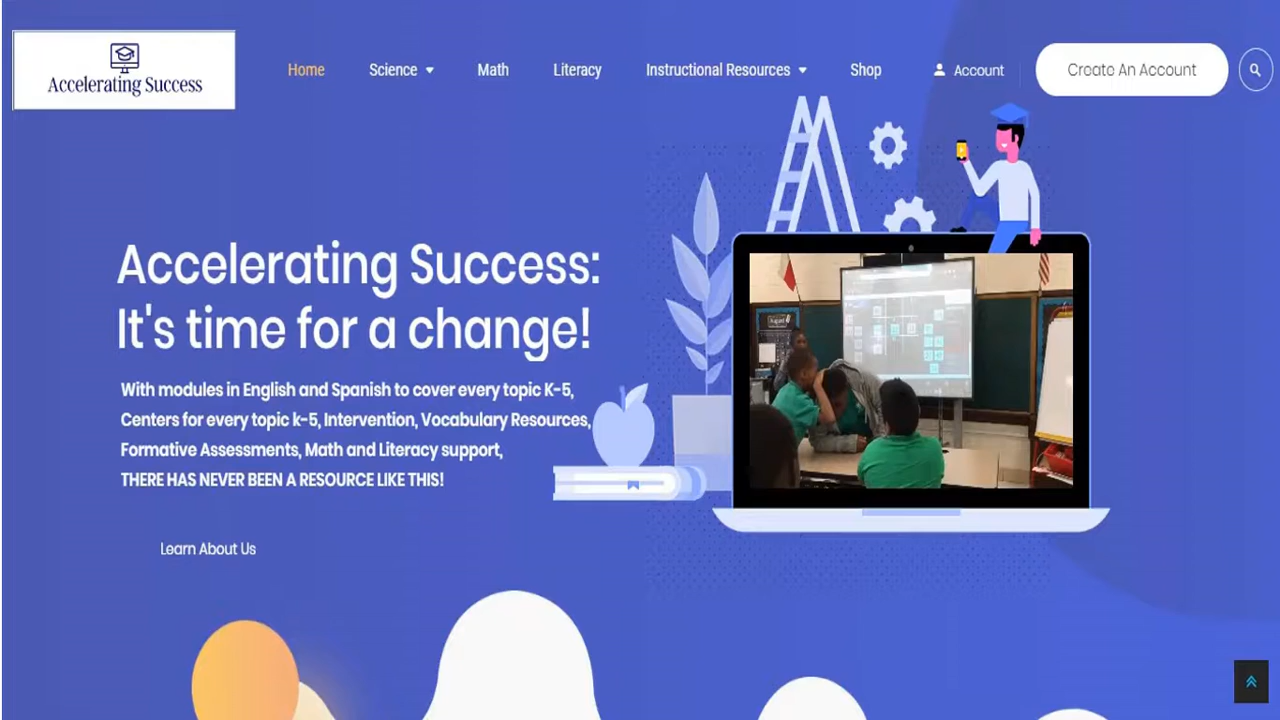 Accelerating Success
Home
Science
Math
Literacy
Instructional Resources
Shop
Account
Create An Account
Accelerating Success:
It's time for a change!
With modules in English and Spanish to cover every topic K-5,
Centers for every topic k-5, Intervention, Vocabulary Resources,
Formative Assessments, Math and Literacy support,
THERE HAS NEVER BEEN A RESOURCE LIKE THIS!
Learn About Us
August